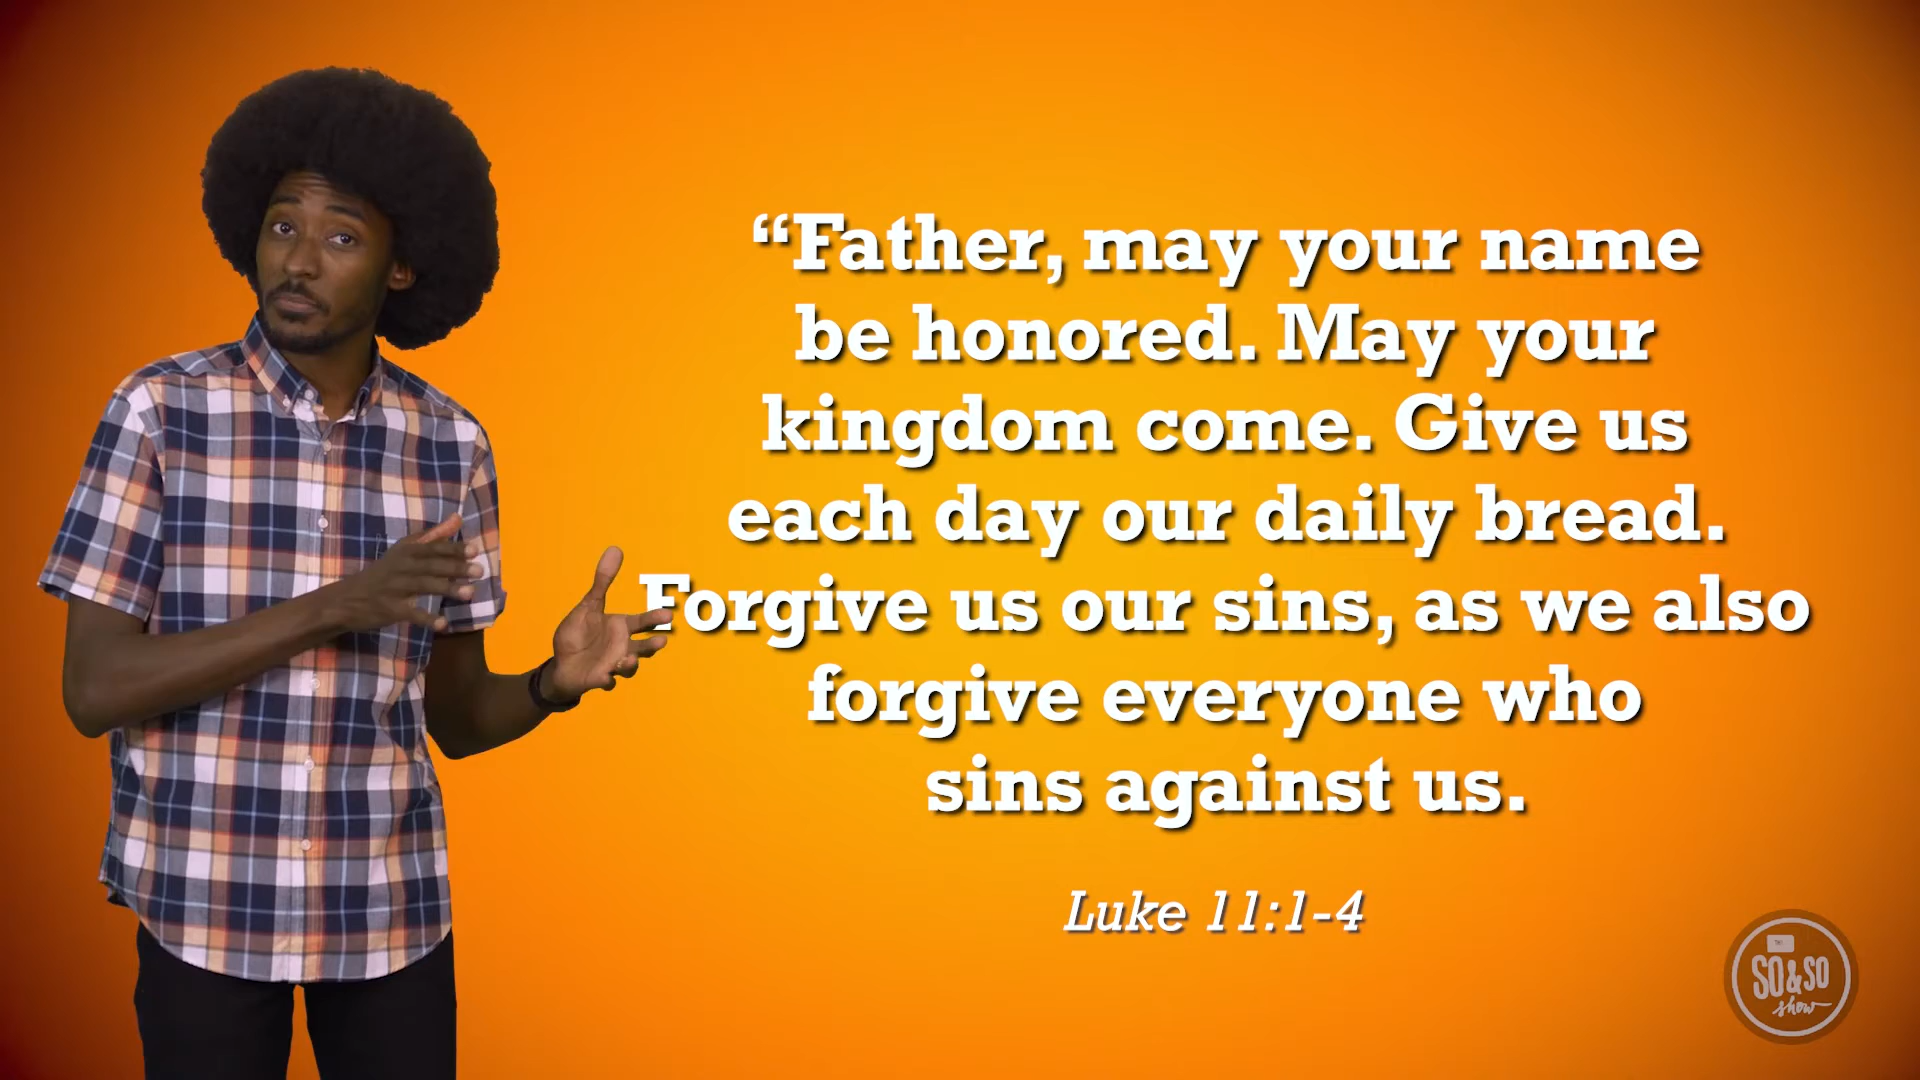 “Father, may your name
be honored. May your
kingdom come. Give us
each day our daily bread.
Forgive us our sins, as we also
forgive everyone who
sins against us.
Luke 11:1-4
SO&SO
show